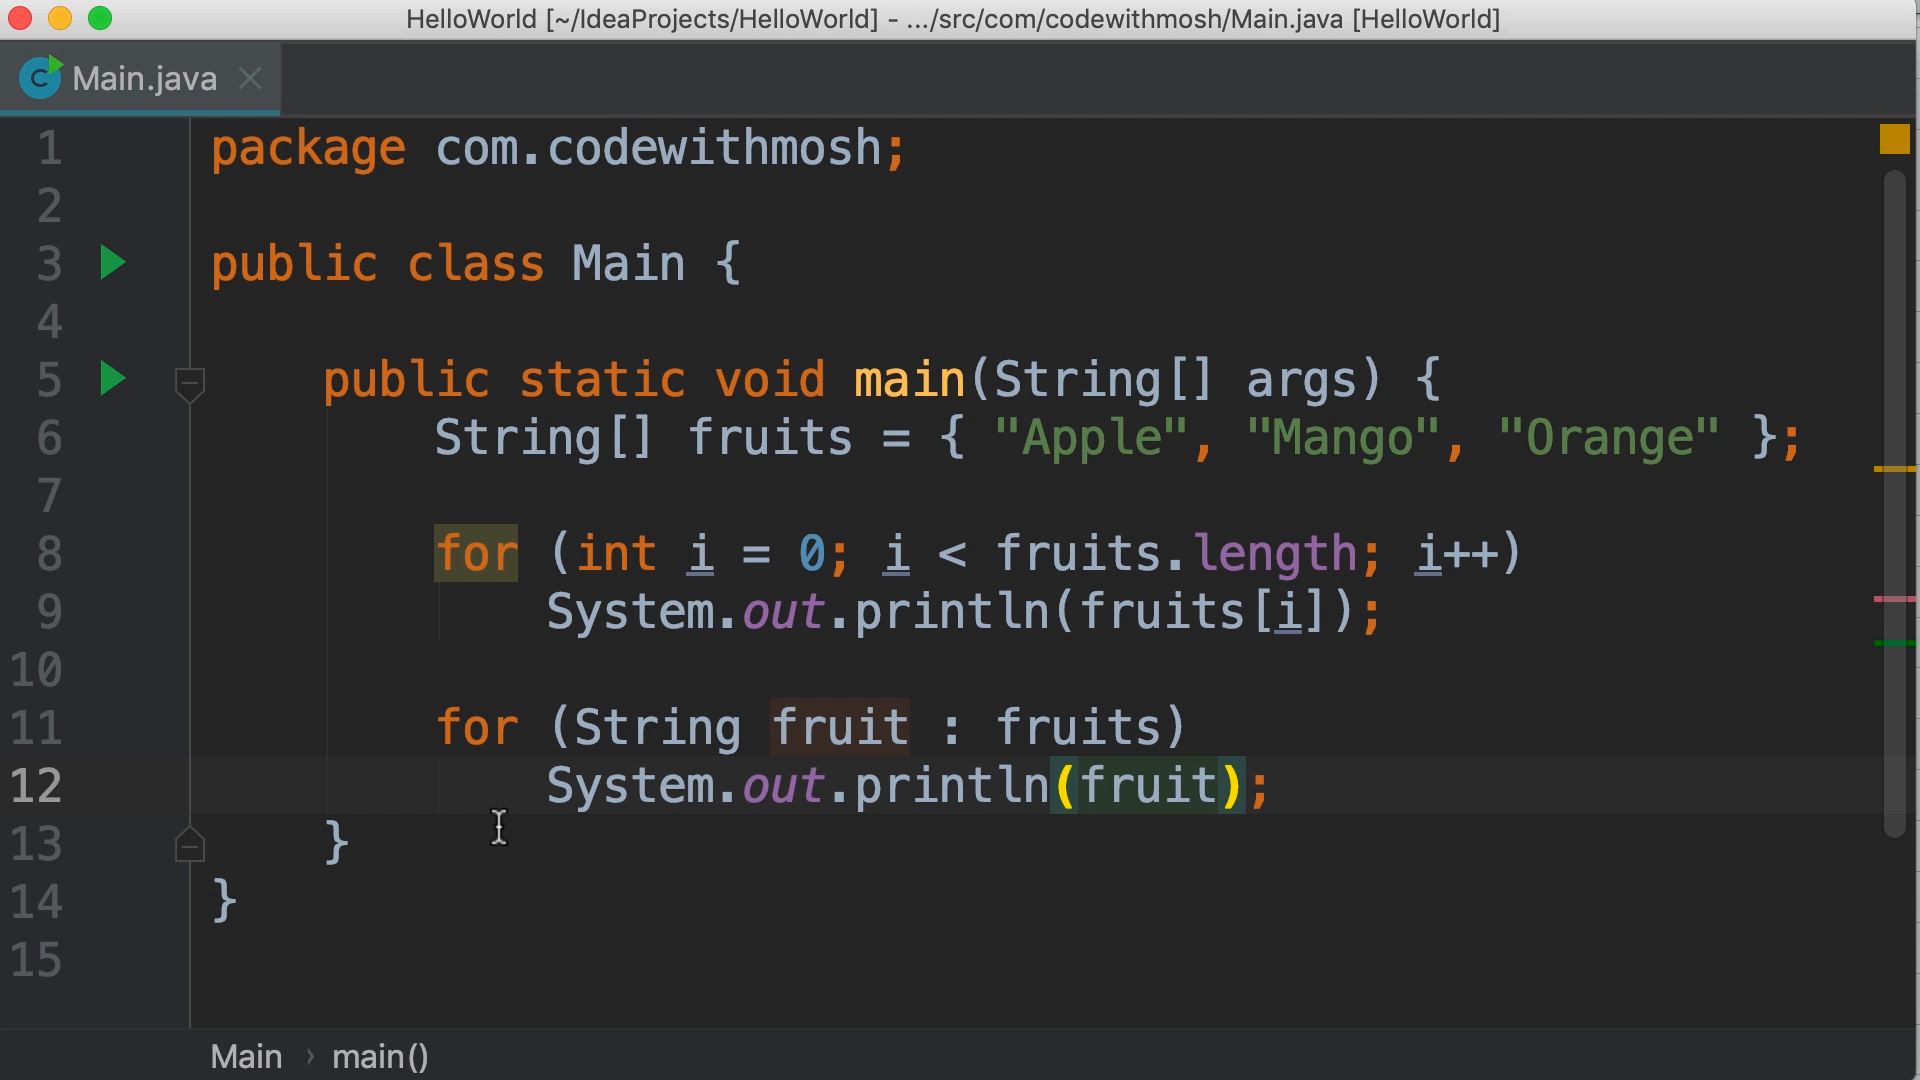 HelloWorld [~/IdeaProjects/HelloWorld] - .../src/com/codewithmosh/Main.java [HelloWorld]
Main.java
1 package com.codewithmosh;
2
3 public class Main {
4
5 public static void main(String[] args) {
6 String[] fruits = { "Apple", "Mango", "Orange" };
7
8 for (int i = 0; i < fruits.length; i++)
9 System.out.println(fruits[i]);
10
11 for (String fruit : fruits)
12 System.out.println(fruit);
13 }
14 }
15
Main › main()